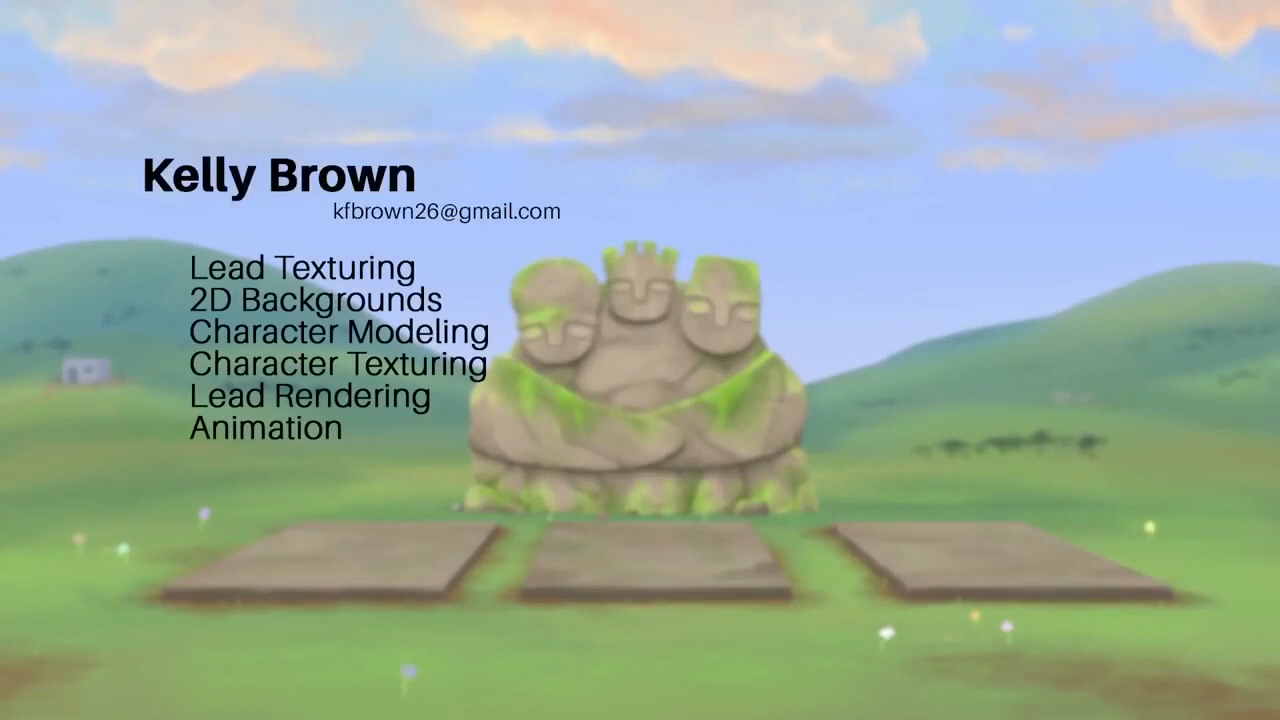 Kelly Brown
kfbrown26@gmail.com
Lead Texturing
2D Backgrounds
Character Modeling
Character Texturing
Lead Rendering
Animation